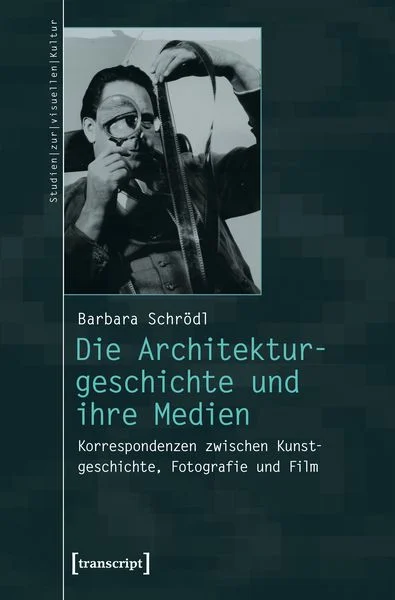 Studien|zur|visuellen|Kultur
Barbara Schrödl
Die Architektur-
geschichte und
ihre Medien
Korrespondenzen zwischen Kunst-
geschichte, Fotografie und Film
[transcript]